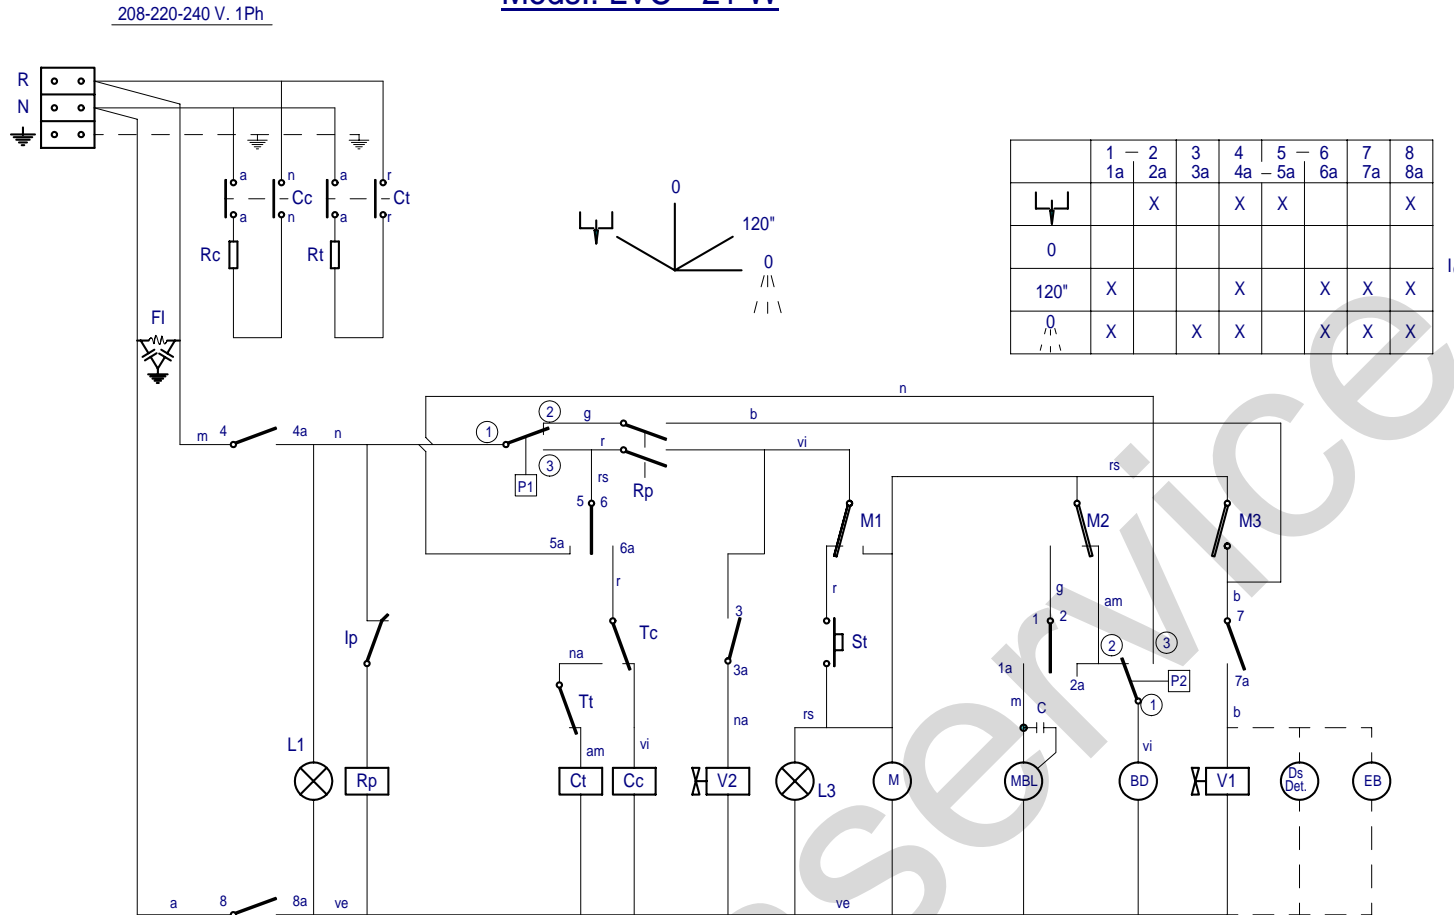 208-220-240 V. 1Ph
R
N
a n a r
Cc Ct
a n a r
Rc Rt
FI
0
120"
0
1 – 2 3 4 5 – 6 7 8
1a 2a 3a 4a – 5a 6a 7a 8a
X X X X
0
120" X X X X X
0 X X X X X X
n
m 4 4a n 1 2 g b
3 r vi
P1 rs Rp rs
5 6 M1 M2 M3
5a 6a
r r g am b
Ip Tc 3 St 1 2 2 3 7
na 3a 1a 2a P2 7a
Tt na rs m C 1 b
L1 am vi vi
Rp Ct Cc V2 L3 M MBL BD V1 Ds Det. EB
a 8 8a ve ve
service